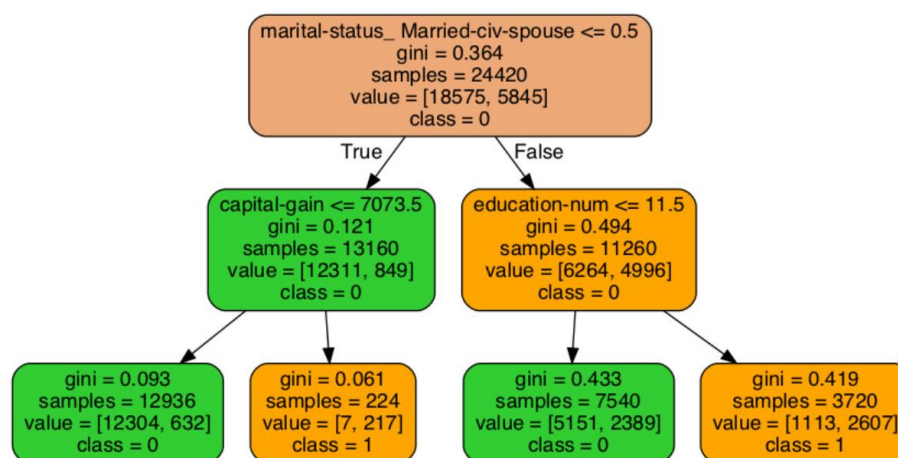 marital-status_ Married-civ-spouse <= 0.5
gini = 0.364
samples = 24420
value = [18575, 5845]
class = 0
True
False
capital-gain <= 7073.5
gini = 0.121
samples = 13160
value = [12311, 849]
class = 0
education-num <= 11.5
gini = 0.494
samples = 11260
value = [6264, 4996]
class = 0
gini = 0.093
samples = 12936
value = [12304, 632]
class = 0
gini = 0.061
samples = 224
value = [7, 217]
class = 1
gini = 0.433
samples = 7540
value = [5151, 2389]
class = 0
gini = 0.419
samples = 3720
value = [1113, 2607]
class = 1